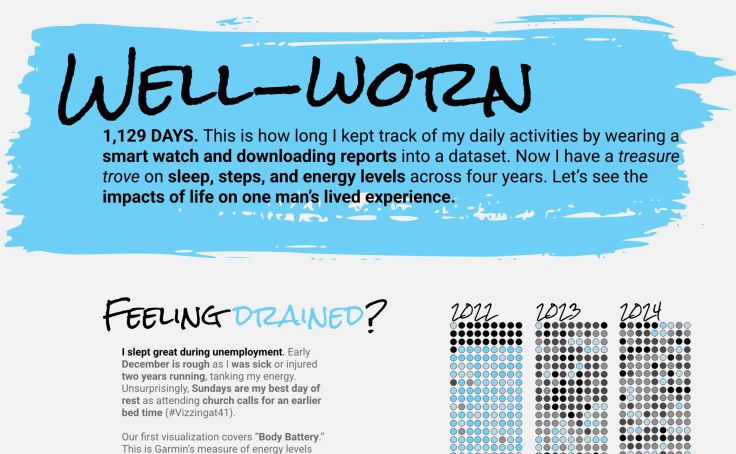 WELL-WORN
1,129 DAYS. This is how long I kept track of my daily activities by wearing a
smart watch and downloading reports into a dataset. Now I have a treasure
trove on sleep, steps, and energy levels across four years. Let's see the
impacts of life on one man's lived experience.
FEELING DRAINED?
I slept great during unemployment. Early
December is rough as I was sick or injured
two years running, tanking my energy.
Unsurprisingly, Sundays are my best day of
rest as attending church calls for an earlier
bed time (#Vizzingat41).
Our first visualization covers "Body Battery."
This is Garmin's measure of energy levels
2022 2023 2024